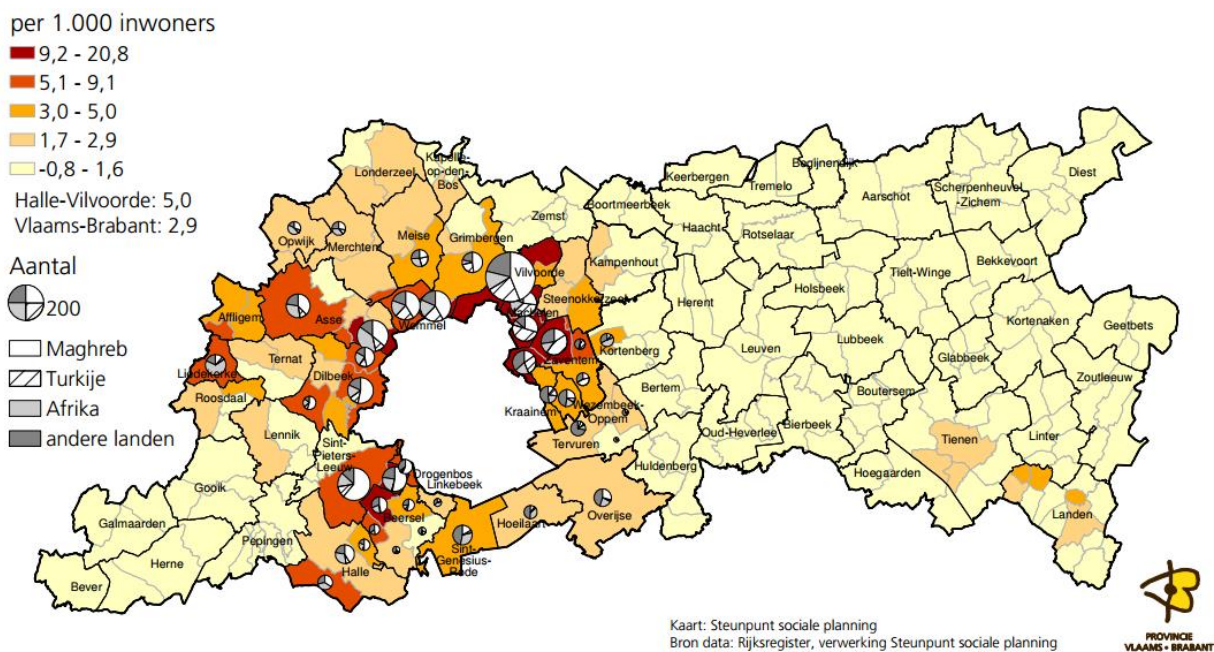 per 1.000 inwoners
9,2 - 20,8
5,1 - 9,1
3,0 - 5,0
1,7 - 2,9
-0,8 - 1,6
Halle-Vilvoorde: 5,0
Vlaams-Brabant: 2,9
Aantal
200
Maghreb
Turkije
Afrika
andere landen
Kapelle-
op-den-
Bos
Londerzeel
Opwijk
Merchtem
Meise
Grimbergen
Zemst
Boortmeerbeek
Keerbergen
Tremelo
Begijnendijk
Aarschot
Scherpenheuvel
-Zichem
Diest
Haacht
Rotselaar
Vilvoorde
Kampenhout
Steenokkerzeel
Machelen
Zaventem
Kortenberg
Herent
Holsbeek
Tielt-Winge
Bekkevoort
Kortenaken
Geetbets
Affligem
Asse
Wemmel
Liedekerke
Ternat
Dilbeek
Roosdaal
Lennik
Sint-
Pieters-
Leeuw
Leuven
Lubbeek
Glabbeek
Zoutleeuw
Bertem
Boutersem
Kraainem
Wezembeek-
Oppem
Tervuren
Oud-Heverlee
Bierbeek
Tienen
Linter
Huldenberg
Hoegaarden
Landen
Drogenbos
Linkebeek
Gooik
Galmaarden
Pepingen
Herne
Bever
Beersel
Halle
Sint-
Genesius-
Rode
Hoeilaart
Overijse
Kaart: Steunpunt sociale planning
Bron data: Rijksregister, verwerking Steunpunt sociale planning
PROVINCIE
VLAAMS • BRABANT